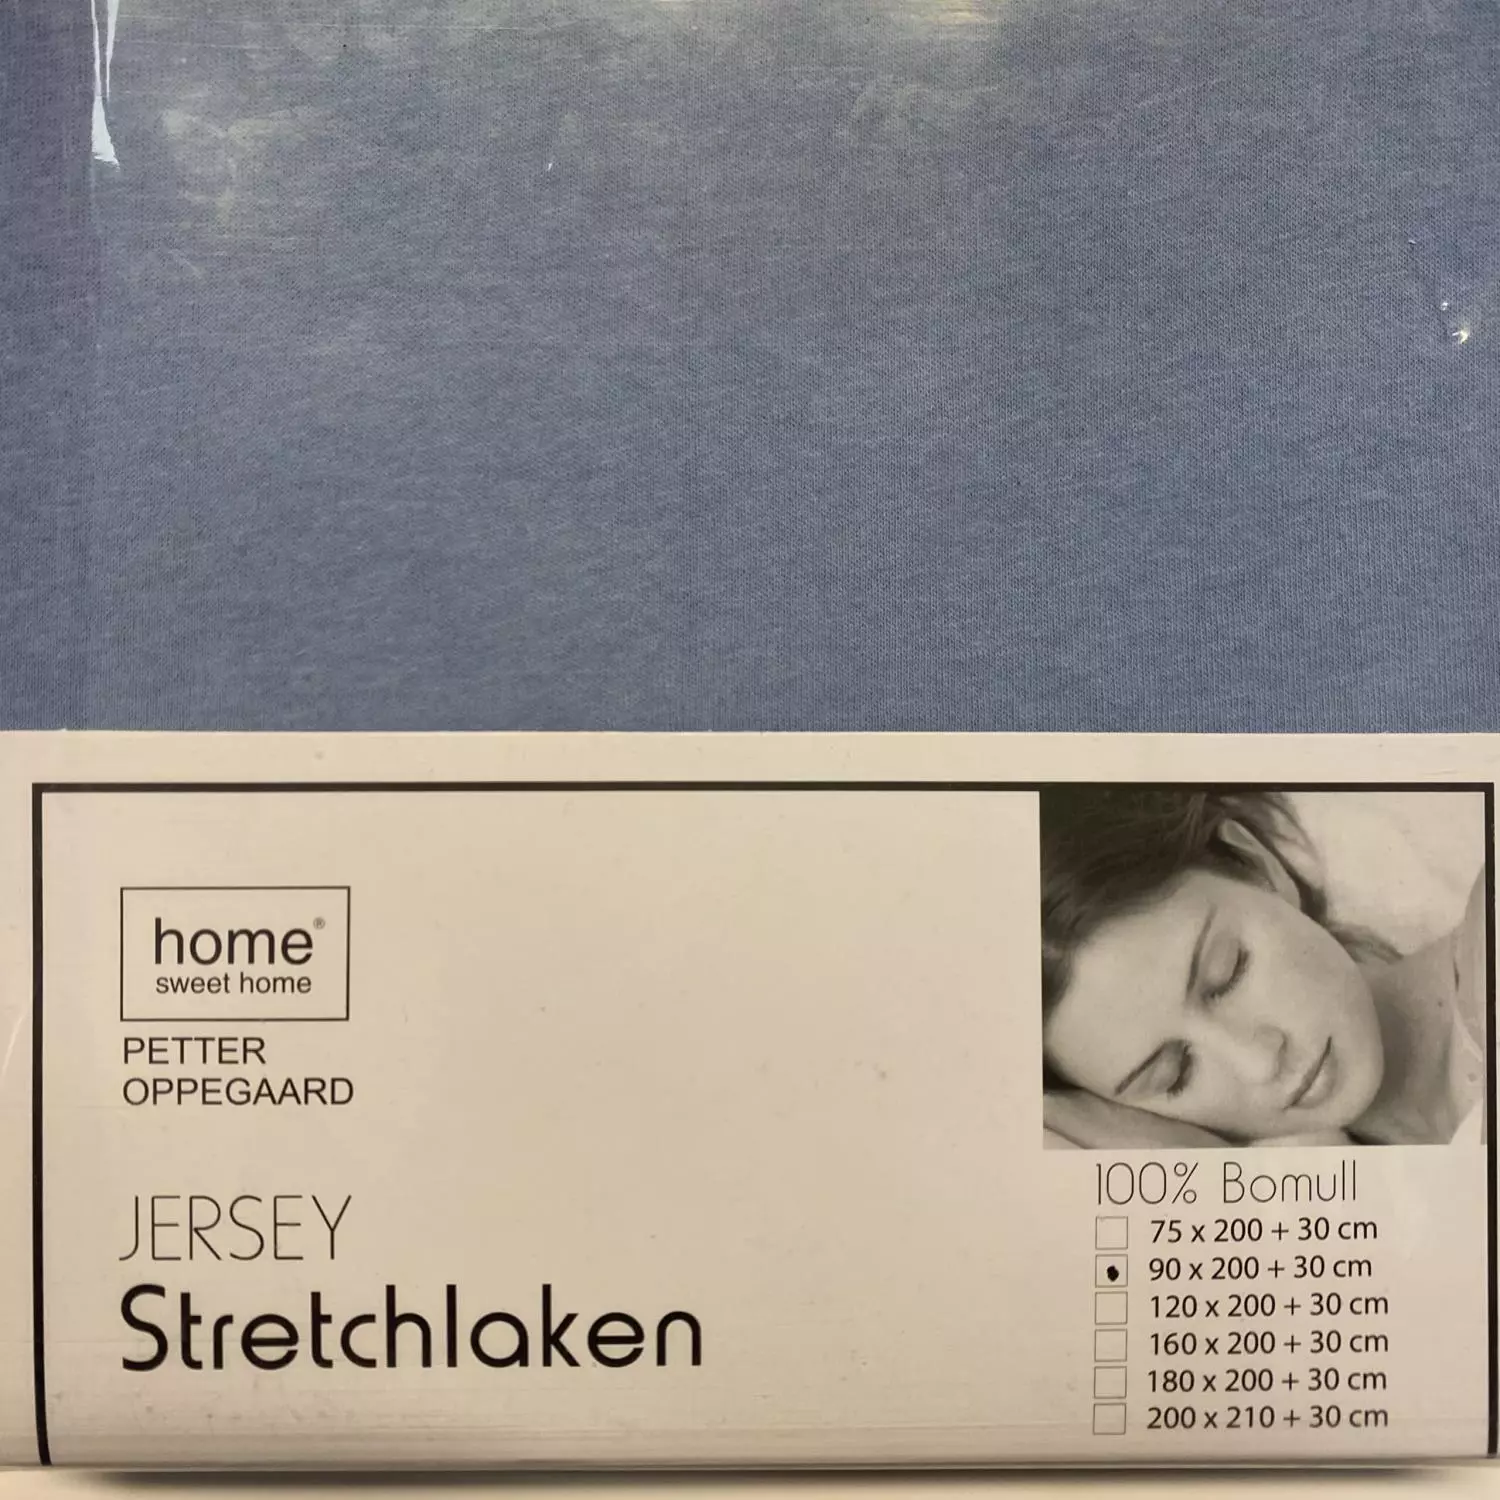 home®
sweet home
PETTER
OPPEGAARD
JERSEY
Stretchlaken
100% Bomull
75 x 200 + 30 cm
90 x 200 + 30 cm
120 x 200 + 30 cm
160 x 200 + 30 cm
180 x 200 + 30 cm
200 x 210 + 30 cm